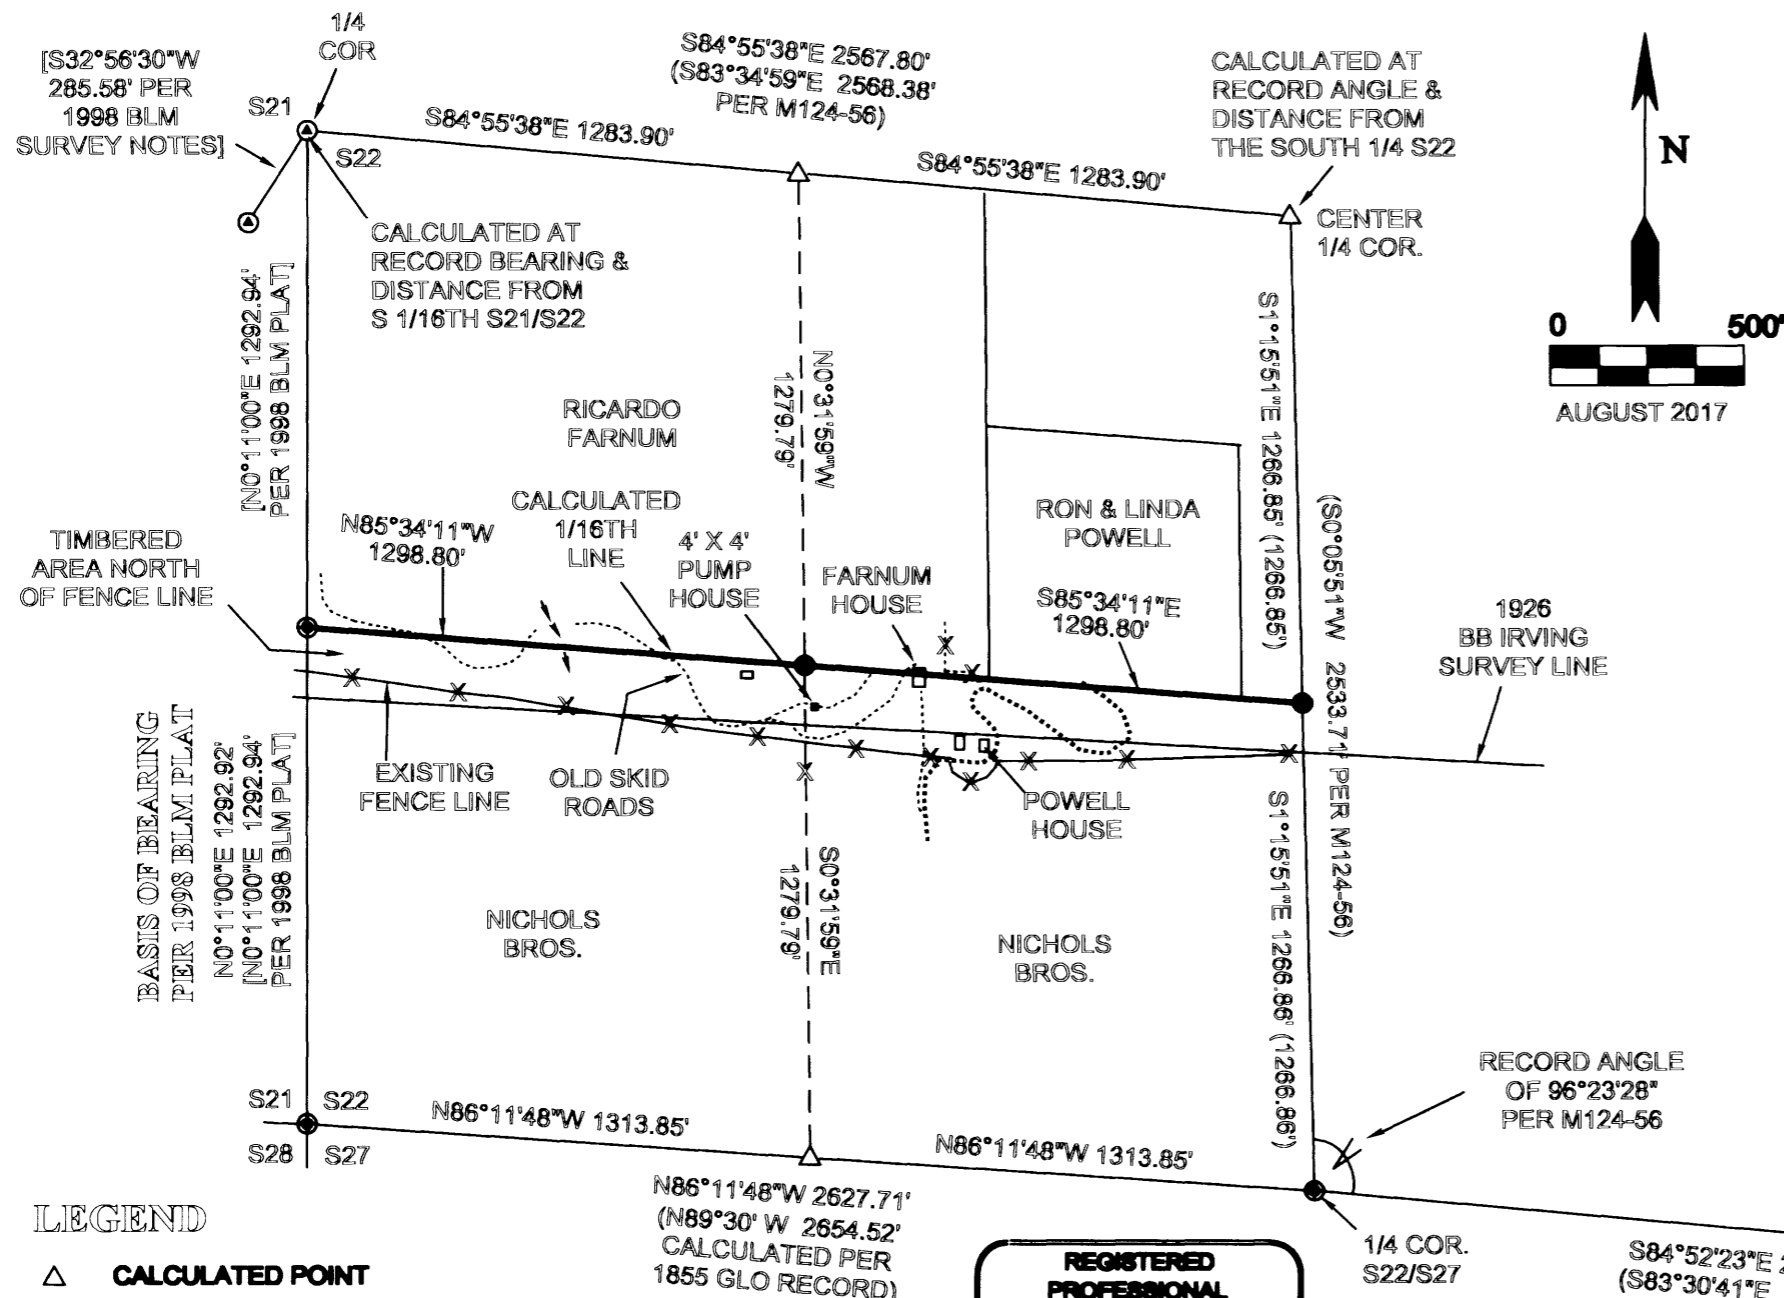 1/4
COR
[S32°56'30"W
285.58' PER
1998 BLM
SURVEY NOTES]
S21
S22
S84°55'38"E 1283.90'
S84°55'38"E 2567.80'
(S83°34'59"E 2568.38'
PER M124-56)
S84°55'38"E 1283.90'
CALCULATED AT
RECORD ANGLE &
DISTANCE FROM
THE SOUTH 1/4 S22
CENTER
1/4 COR.
N
0 500'
AUGUST 2017
CALCULATED AT
RECORD BEARING &
DISTANCE FROM
S 1/16TH S21/S22
[N0°11'00"E 1292.94'
PER 1998 BLM PLAT]
RICARDO
FARNUM
N0°31'59"W
1279.79'
S1°15'51"E 1266.85' (1266.85')
(S0°05'51"W 2533.71' PER M124-56)
TIMBERED
AREA NORTH
OF FENCE LINE
N85°34'11"W
1298.80'
CALCULATED
1/16TH
LINE
4' X 4'
PUMP
HOUSE
FARNUM
HOUSE
RON & LINDA
POWELL
S85°34'11"E
1298.80'
1926
BB IRVING
SURVEY LINE
EXISTING
FENCE LINE
OLD SKID
ROADS
POWELL
HOUSE
BASIS OF BEARING
PER 1998 BLM PLAT
N0°11'00"E 1292.92'
[N0°11'00"E 1292.94'
PER 1998 BLM PLAT]
NICHOLS
BROS.
S0°31'59"E
1279.79'
NICHOLS
BROS.
S1°15'51"E 1266.86' (1266.86')
RECORD ANGLE
OF 96°23'28"
PER M124-56
S21 S22
S28 S27
N86°11'48"W 1313.85'
N86°11'48"W 1313.85'
N86°11'48"W 2627.71'
(N89°30' W 2654.52'
CALCULATED PER
1855 GLO RECORD)
1/4 COR.
S22/S27
S84°52'23"E 2
(S83°30'41"E
LEGEND
CALCULATED POINT
REGISTERED
PROFESSIONAL